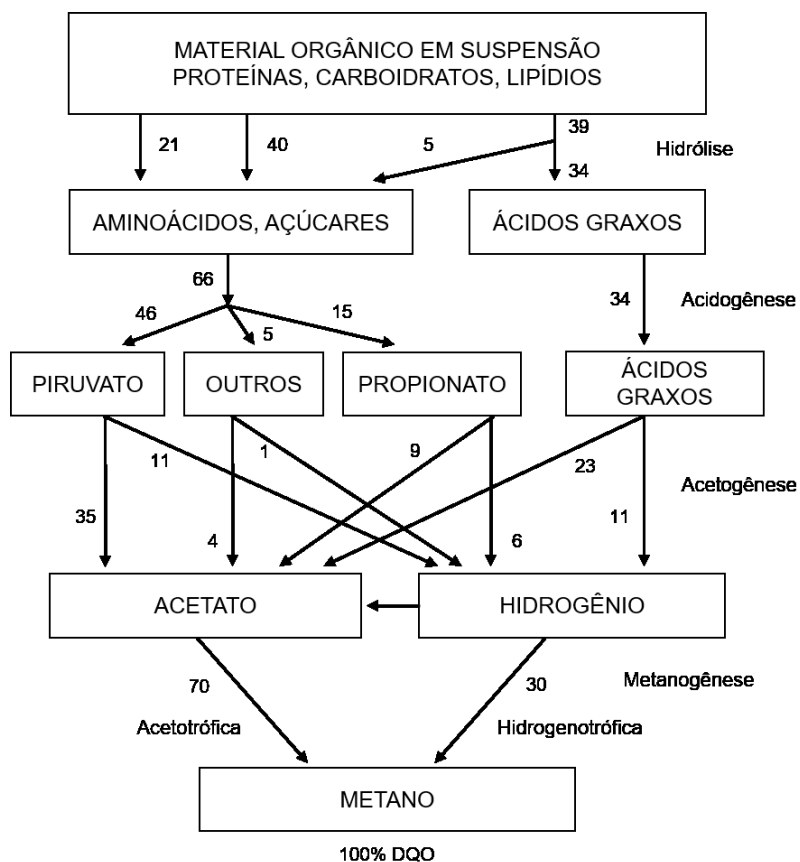 MATERIAL ORGÂNICO EM SUSPENSÃO
PROTEÍNAS, CARBOIDRATOS, LIPÍDIOS
39
21
40
5
Hidrólise
34
AMINOÁCIDOS, AÇÚCARES
ÁCIDOS GRAXOS
66
34
Acidogênese
46
5
15
PIRUVATO
OUTROS
PROPIONATO
ÁCIDOS
GRAXOS
11
1
9
23
Acetogênese
35
4
6
11
ACETATO
HIDROGÊNIO
70
30
Metanogênese
Acetotrófica
Hidrogenotrófica
METANO
100% DQO